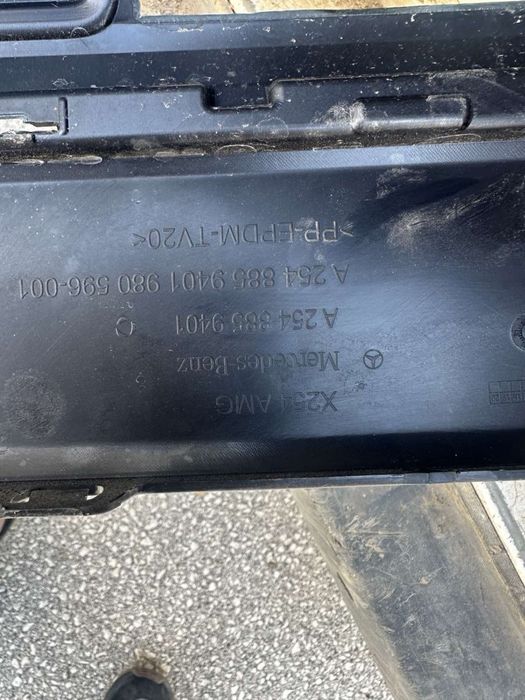 X254 AMG
Mercedes-Benz
A 254 885 9401
A 254 885 9401 980 596-001
>PP-EPDM-TV20<